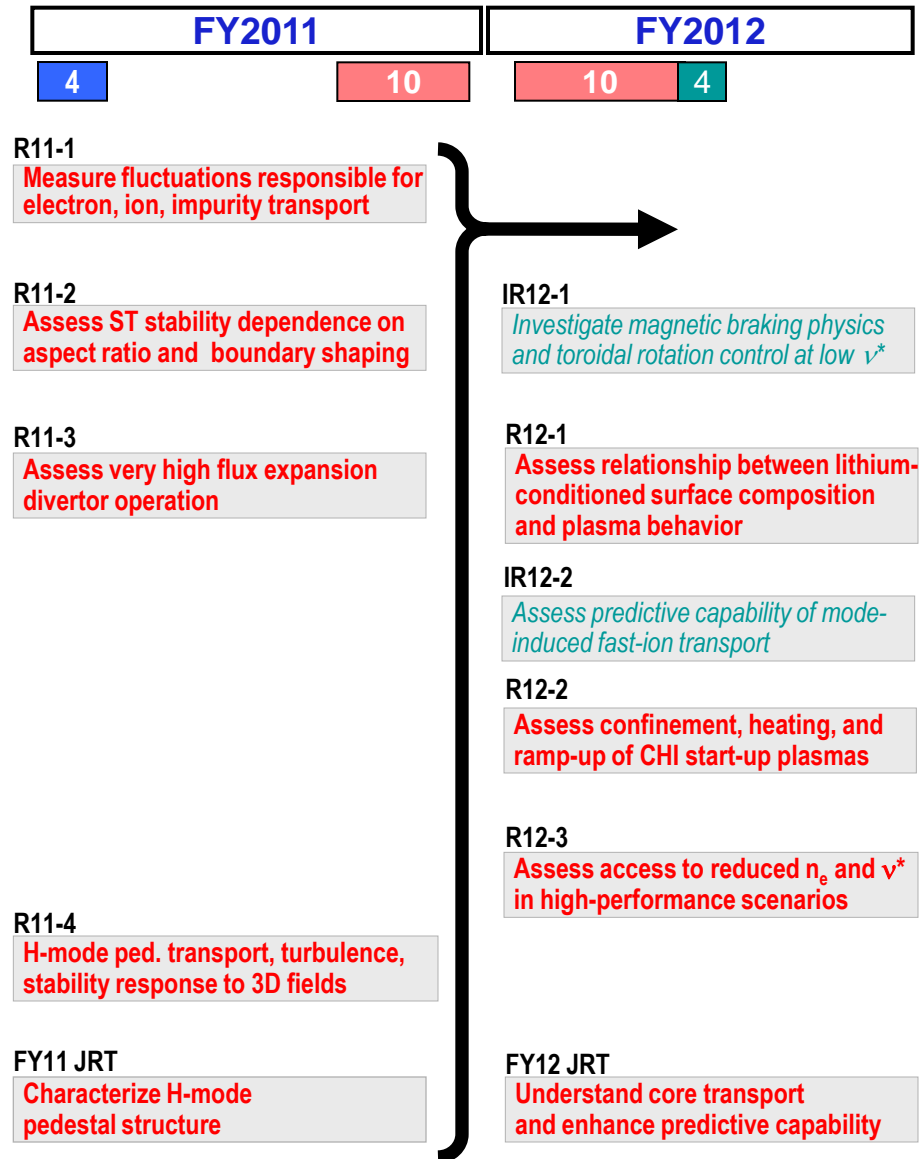 FY2011
FY2012
4
10
10
4
R11-1
Measure fluctuations responsible for
electron, ion, impurity transport
R11-2
Assess ST stability dependence on
aspect ratio and boundary shaping
R11-3
Assess very high flux expansion
divertor operation
R11-4
H-mode ped. transport, turbulence,
stability response to 3D fields
FY11 JRT
Characterize H-mode
pedestal structure
IR12-1
Investigate magnetic braking physics
and toroidal rotation control at low ν*
R12-1
Assess relationship between lithium-
conditioned surface composition
and plasma behavior
IR12-2
Assess predictive capability of mode-
induced fast-ion transport
R12-2
Assess confinement, heating, and
ramp-up of CHI start-up plasmas
R12-3
Assess access to reduced nₑ and ν*
in high-performance scenarios
FY12 JRT
Understand core transport
and enhance predictive capability